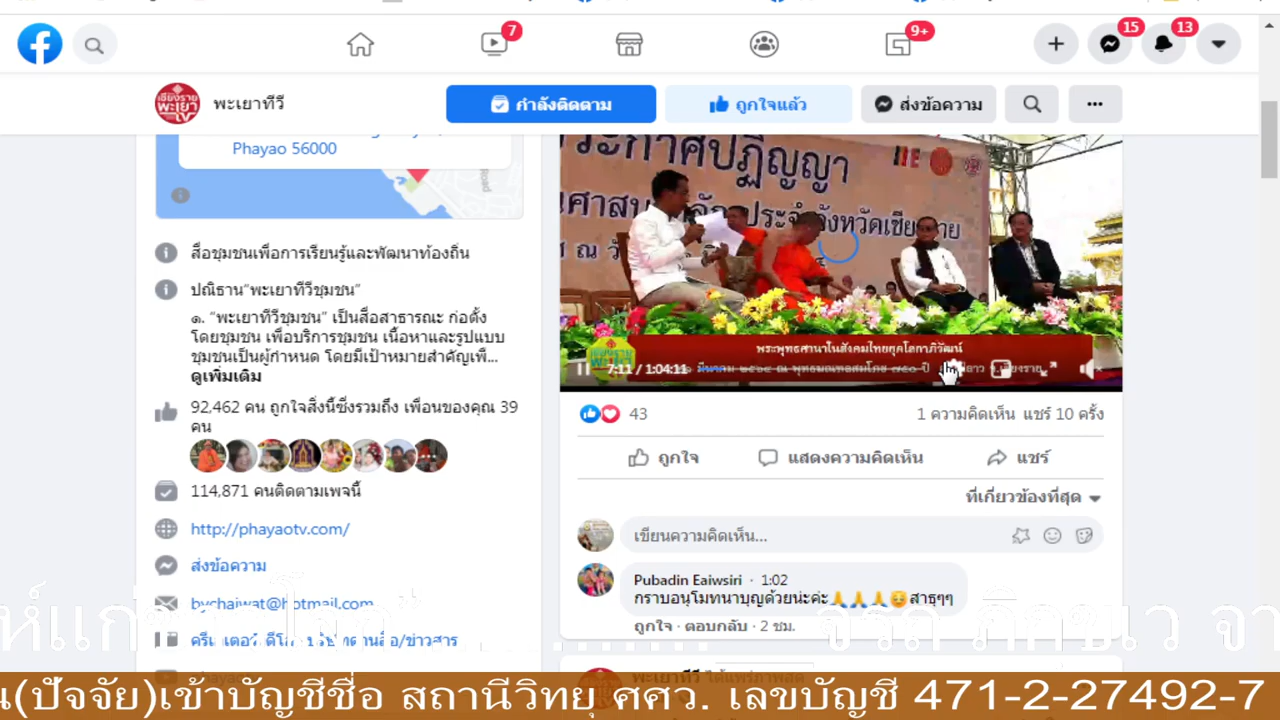 7
9+
15
13
พะเยาทีวี
กำลังติดตาม
ถูกใจแล้ว
ส่งข้อความ
Phayao 56000
สื่อชุมชนเพื่อการเรียนรู้และพัฒนาท้องถิ่น
ปณิธาน“พะเยาทีวีชุมชน”
๑. “พะเยาทีวีชุมชน” เป็นสื่อสาธารณะ ก่อตั้ง
โดยชุมชน เพื่อบริการชุมชน เนื้อหาและรูปแบบ
ชุมชนเป็นผู้กำหนด โดยมีเป้าหมายสำคัญเพื่...
ดูเพิ่มเติม
92,462 คน ถูกใจสิ่งนี้ซึ่งรวมถึง เพื่อนของคุณ 39
คน
114,871 คนติดตามเพจนี้
http://phayaotv.com/
ส่งข้อความ
bychaiwat@hotmail.com
ระกาศปฏิญญา
ประจำจังหวัดเชียงราย
พระพุทธศาสนาในสังคมไทยยุคโลกาภิวัฒน์
7:11 / 1:04:11
43
1 ความคิดเห็น แชร์ 10 ครั้ง
ถูกใจ
แสดงความคิดเห็น
แชร์
ที่เกี่ยวข้องที่สุด
เขียนความคิดเห็น...
Pubadin Eaiwsiri · 1:02
กราบอนุโมทนาบุญด้วยน่ะค่ะ🙏🙏🙏😊สาธุๆๆ
ถูกใจ · ตอบกลับ · 2 ชม.
น(ปัจจัย)เข้าบัญชีชื่อ สถานีวิทยุ ศศว. เลขบัญชี 471-2-27492-7